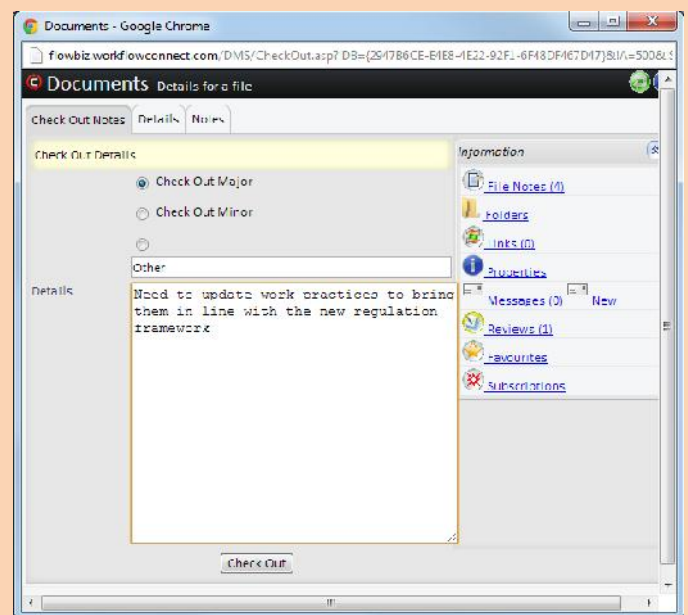 Documents - Google Chrome
flowbiz.workflowconnect.com/DMS/CheckOut.asp?DB={2947B6CE-E4E8-4E22-92F1-6F48DF467D47}&IA=500&LS
Documents Details for a file
Check Out Notes Details Notes
Check Out Details
Check Out Major
Check Out Minor
Other
Details
Need to update work practices to bring
them in line with the new regulation
framework
Check Out
Information
File Notes (4)
Folders
Links (0)
Properties
Messages (0) New
Reviews (1)
Favourites
Subscriptions